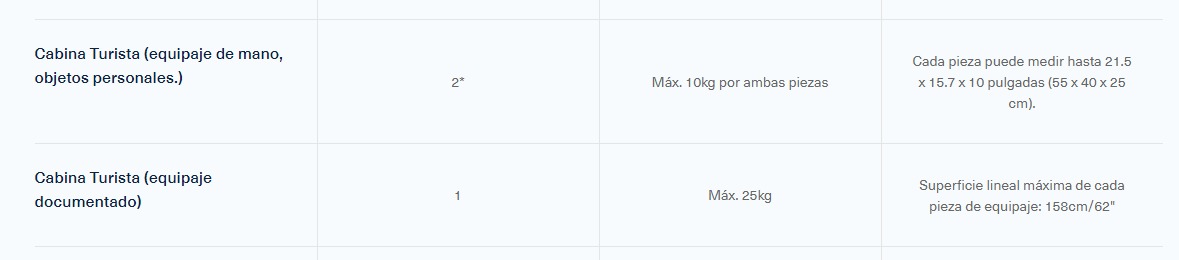 Cabina Turista (equipaje de mano,
objetos personales.)
2*
Máx. 10kg por ambas piezas
Cada pieza puede medir hasta 21.5
x 15.7 x 10 pulgadas (55 x 40 x 25
cm).
Cabina Turista (equipaje
documentado)
1
Máx. 25kg
Superficie lineal máxima de cada
pieza de equipaje: 158cm/62"